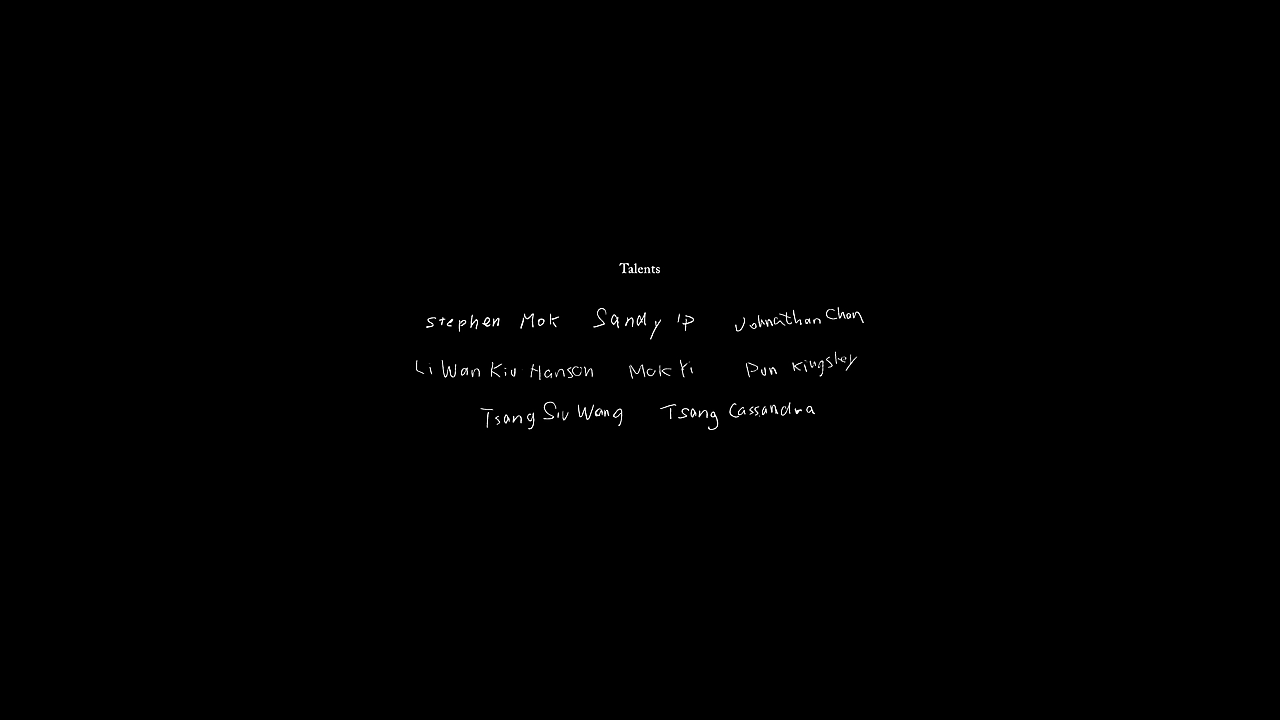 Talents
Stephen Mok Sandy Ip Johnathan Chan
Li Wan Kiu Hanson Mok Yi Pun Kingsley
Tsang Siu Wang Tsang Cassandra